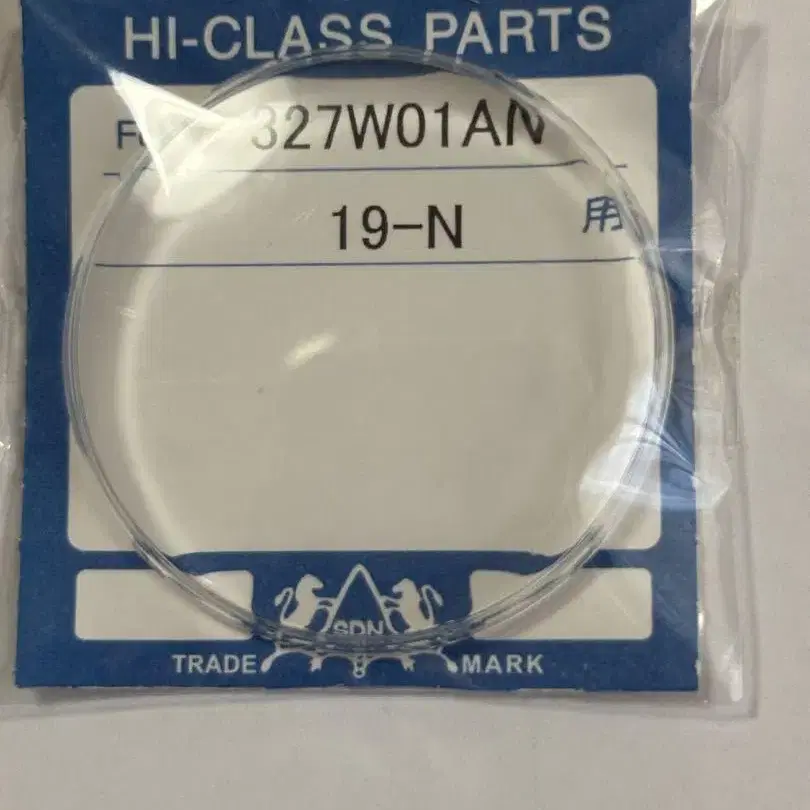 HI-CLASS PARTS
327W01AN
19-N 用
SDN
TRADE MARK